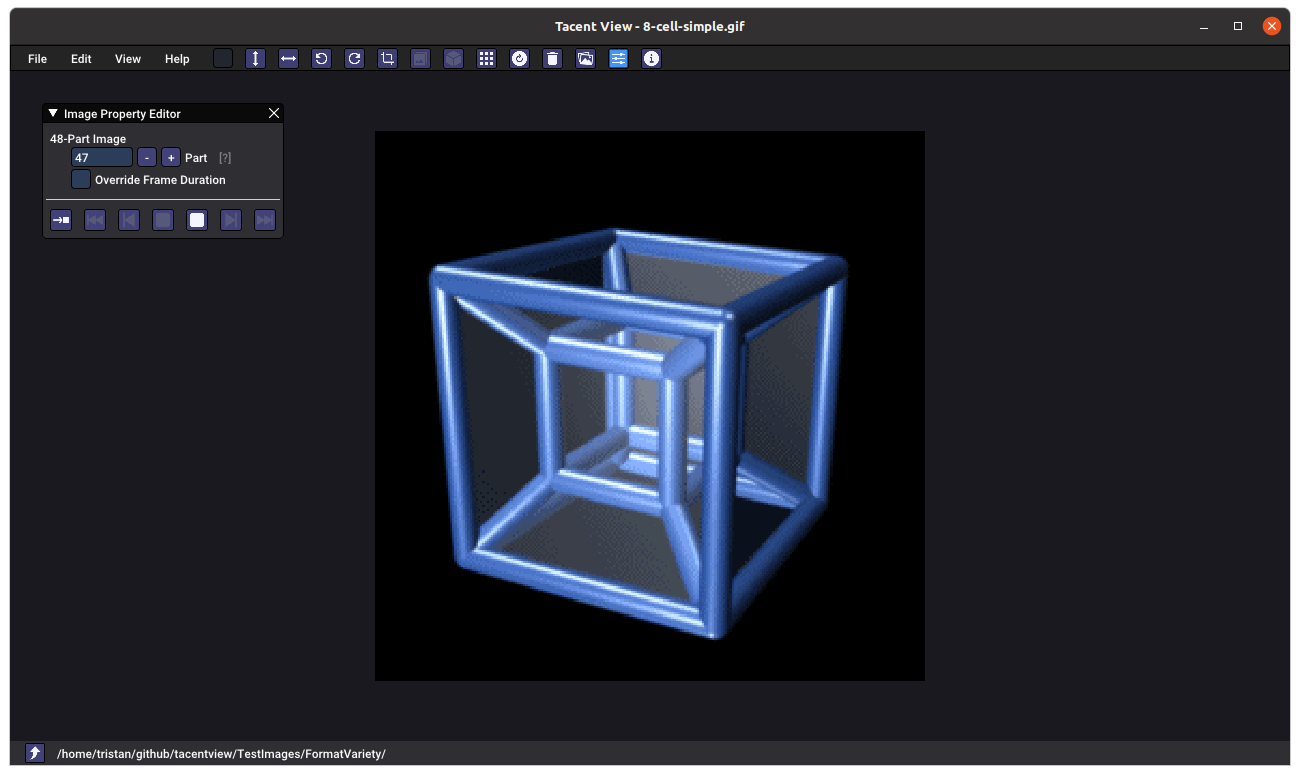 Tacent View - 8-cell-simple.gif
File Edit View Help
Image Property Editor
48-Part Image
47 - + Part [?]
Override Frame Duration
/home/tristan/github/tacentview/TestImages/FormatVariety/